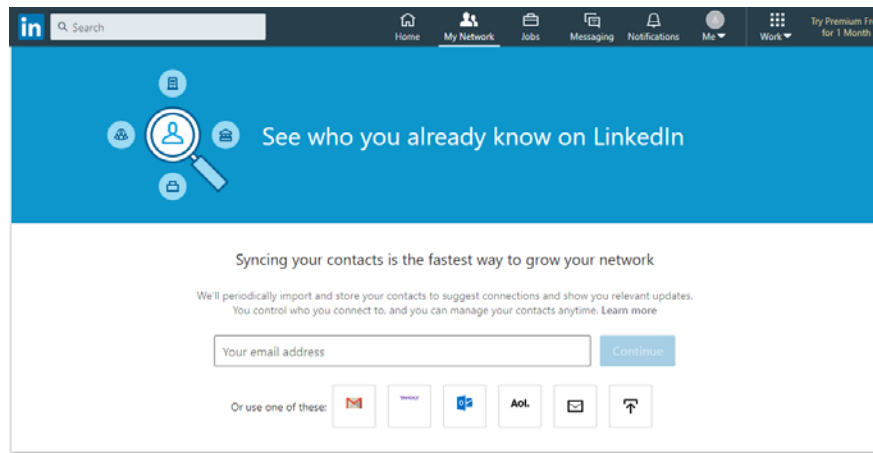 in
Search
Home
My Network
Jobs
Messaging
Notifications
Me
Work
Try Premium Fr
for 1 Month
See who you already know on LinkedIn
Syncing your contacts is the fastest way to grow your network
We'll periodically import and store your contacts to suggest connections and show you relevant updates.
You control who you connect to, and you can manage your contacts anytime. Learn more
Your email address
Continue
Or use one of these:
YAHOO!
Aol.